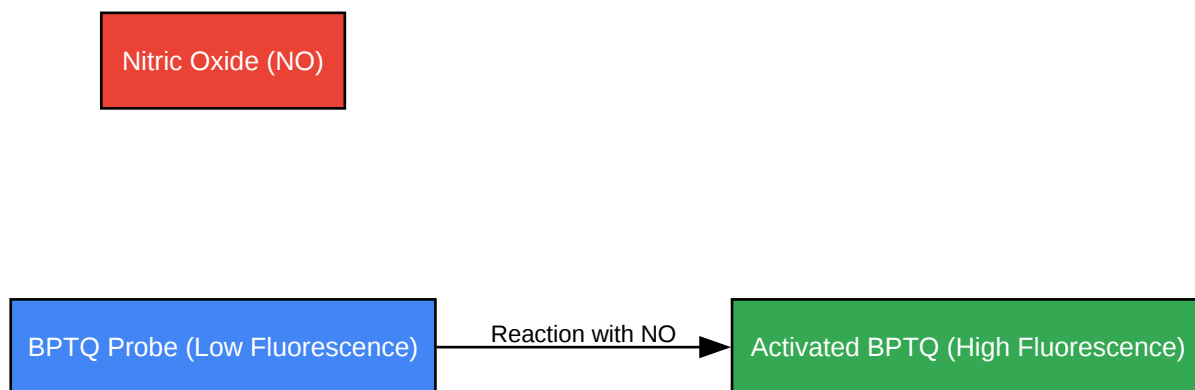 Nitric Oxide (NO)
BPTQ Probe (Low Fluorescence)
Reaction with NO
Activated BPTQ (High Fluorescence)